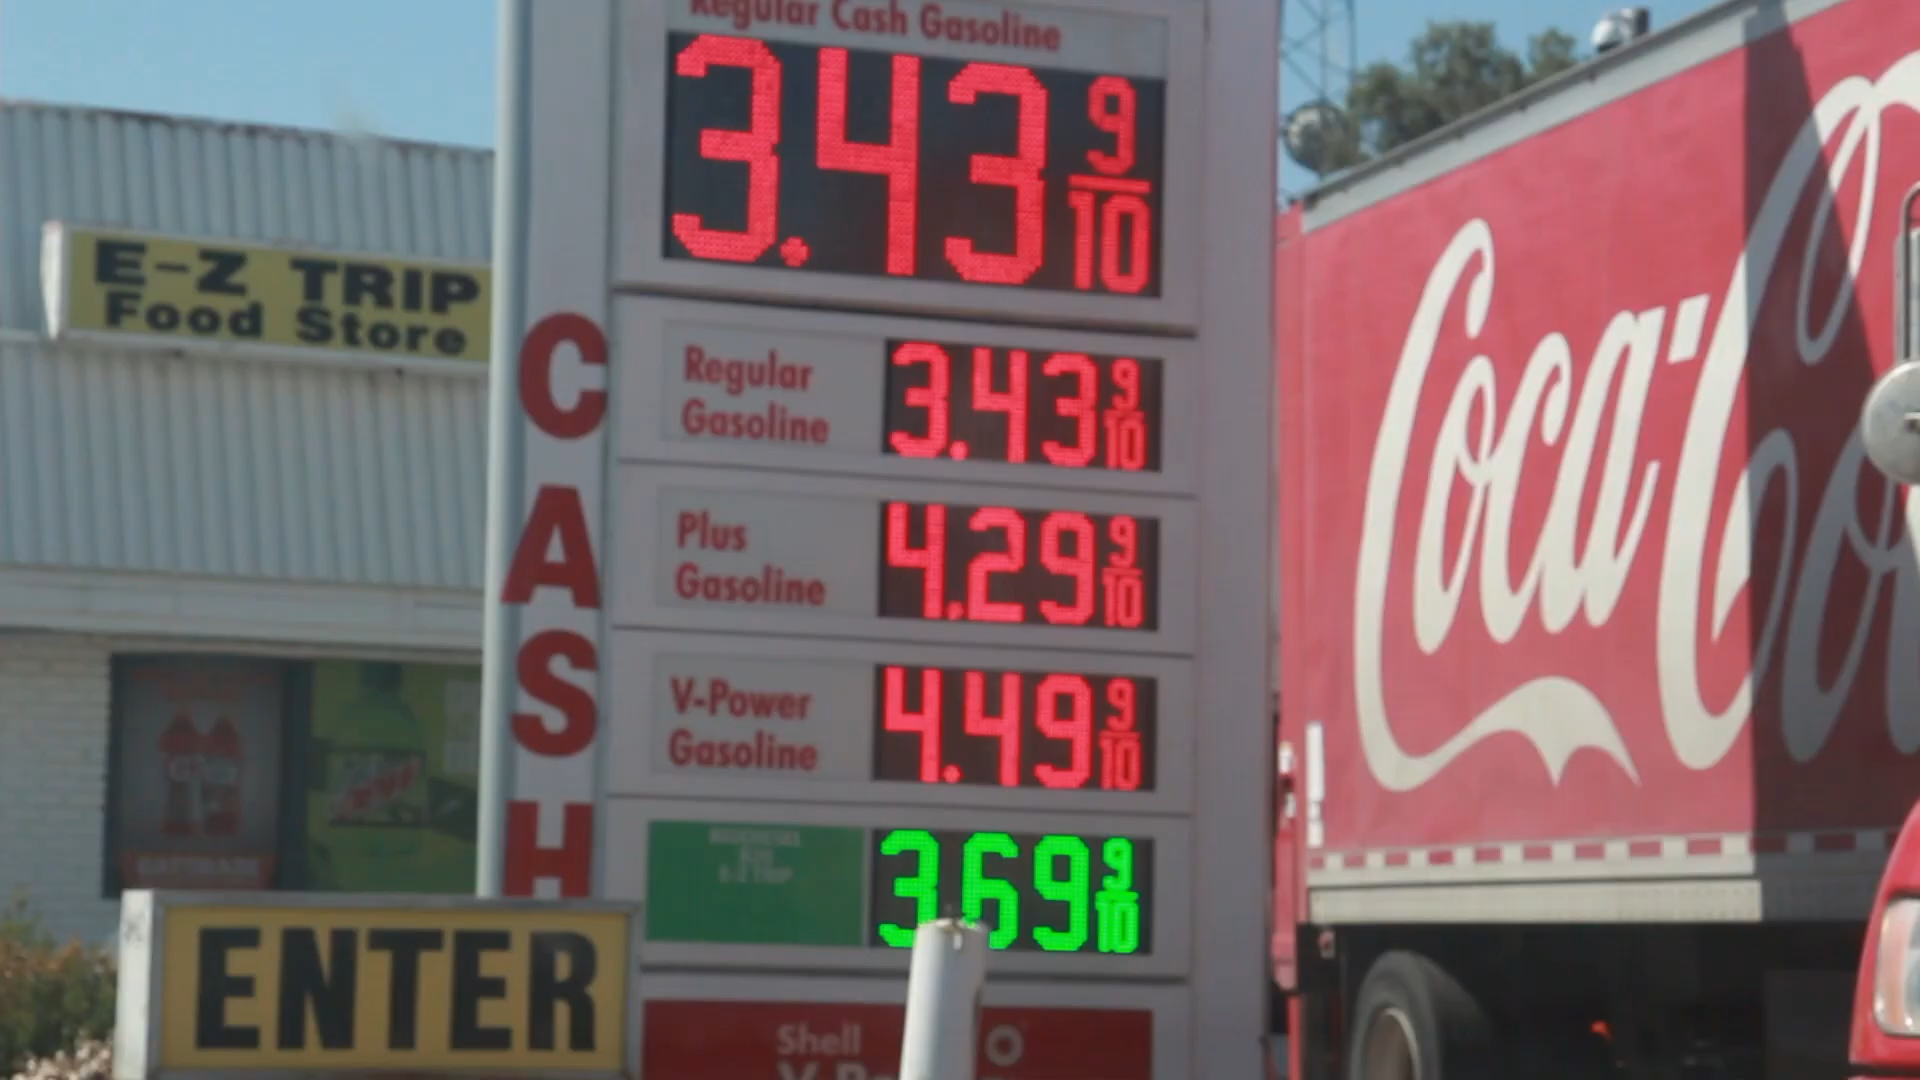 Regular Cash Gasoline
3.43 9/10
E-Z TRIP
Food Store
CASH
Regular
Gasoline
3.43 9/10
Plus
Gasoline
4.29 9/10
V-Power
Gasoline
4.49 9/10
3.69 9/10
ENTER
Shell
Coca-Co